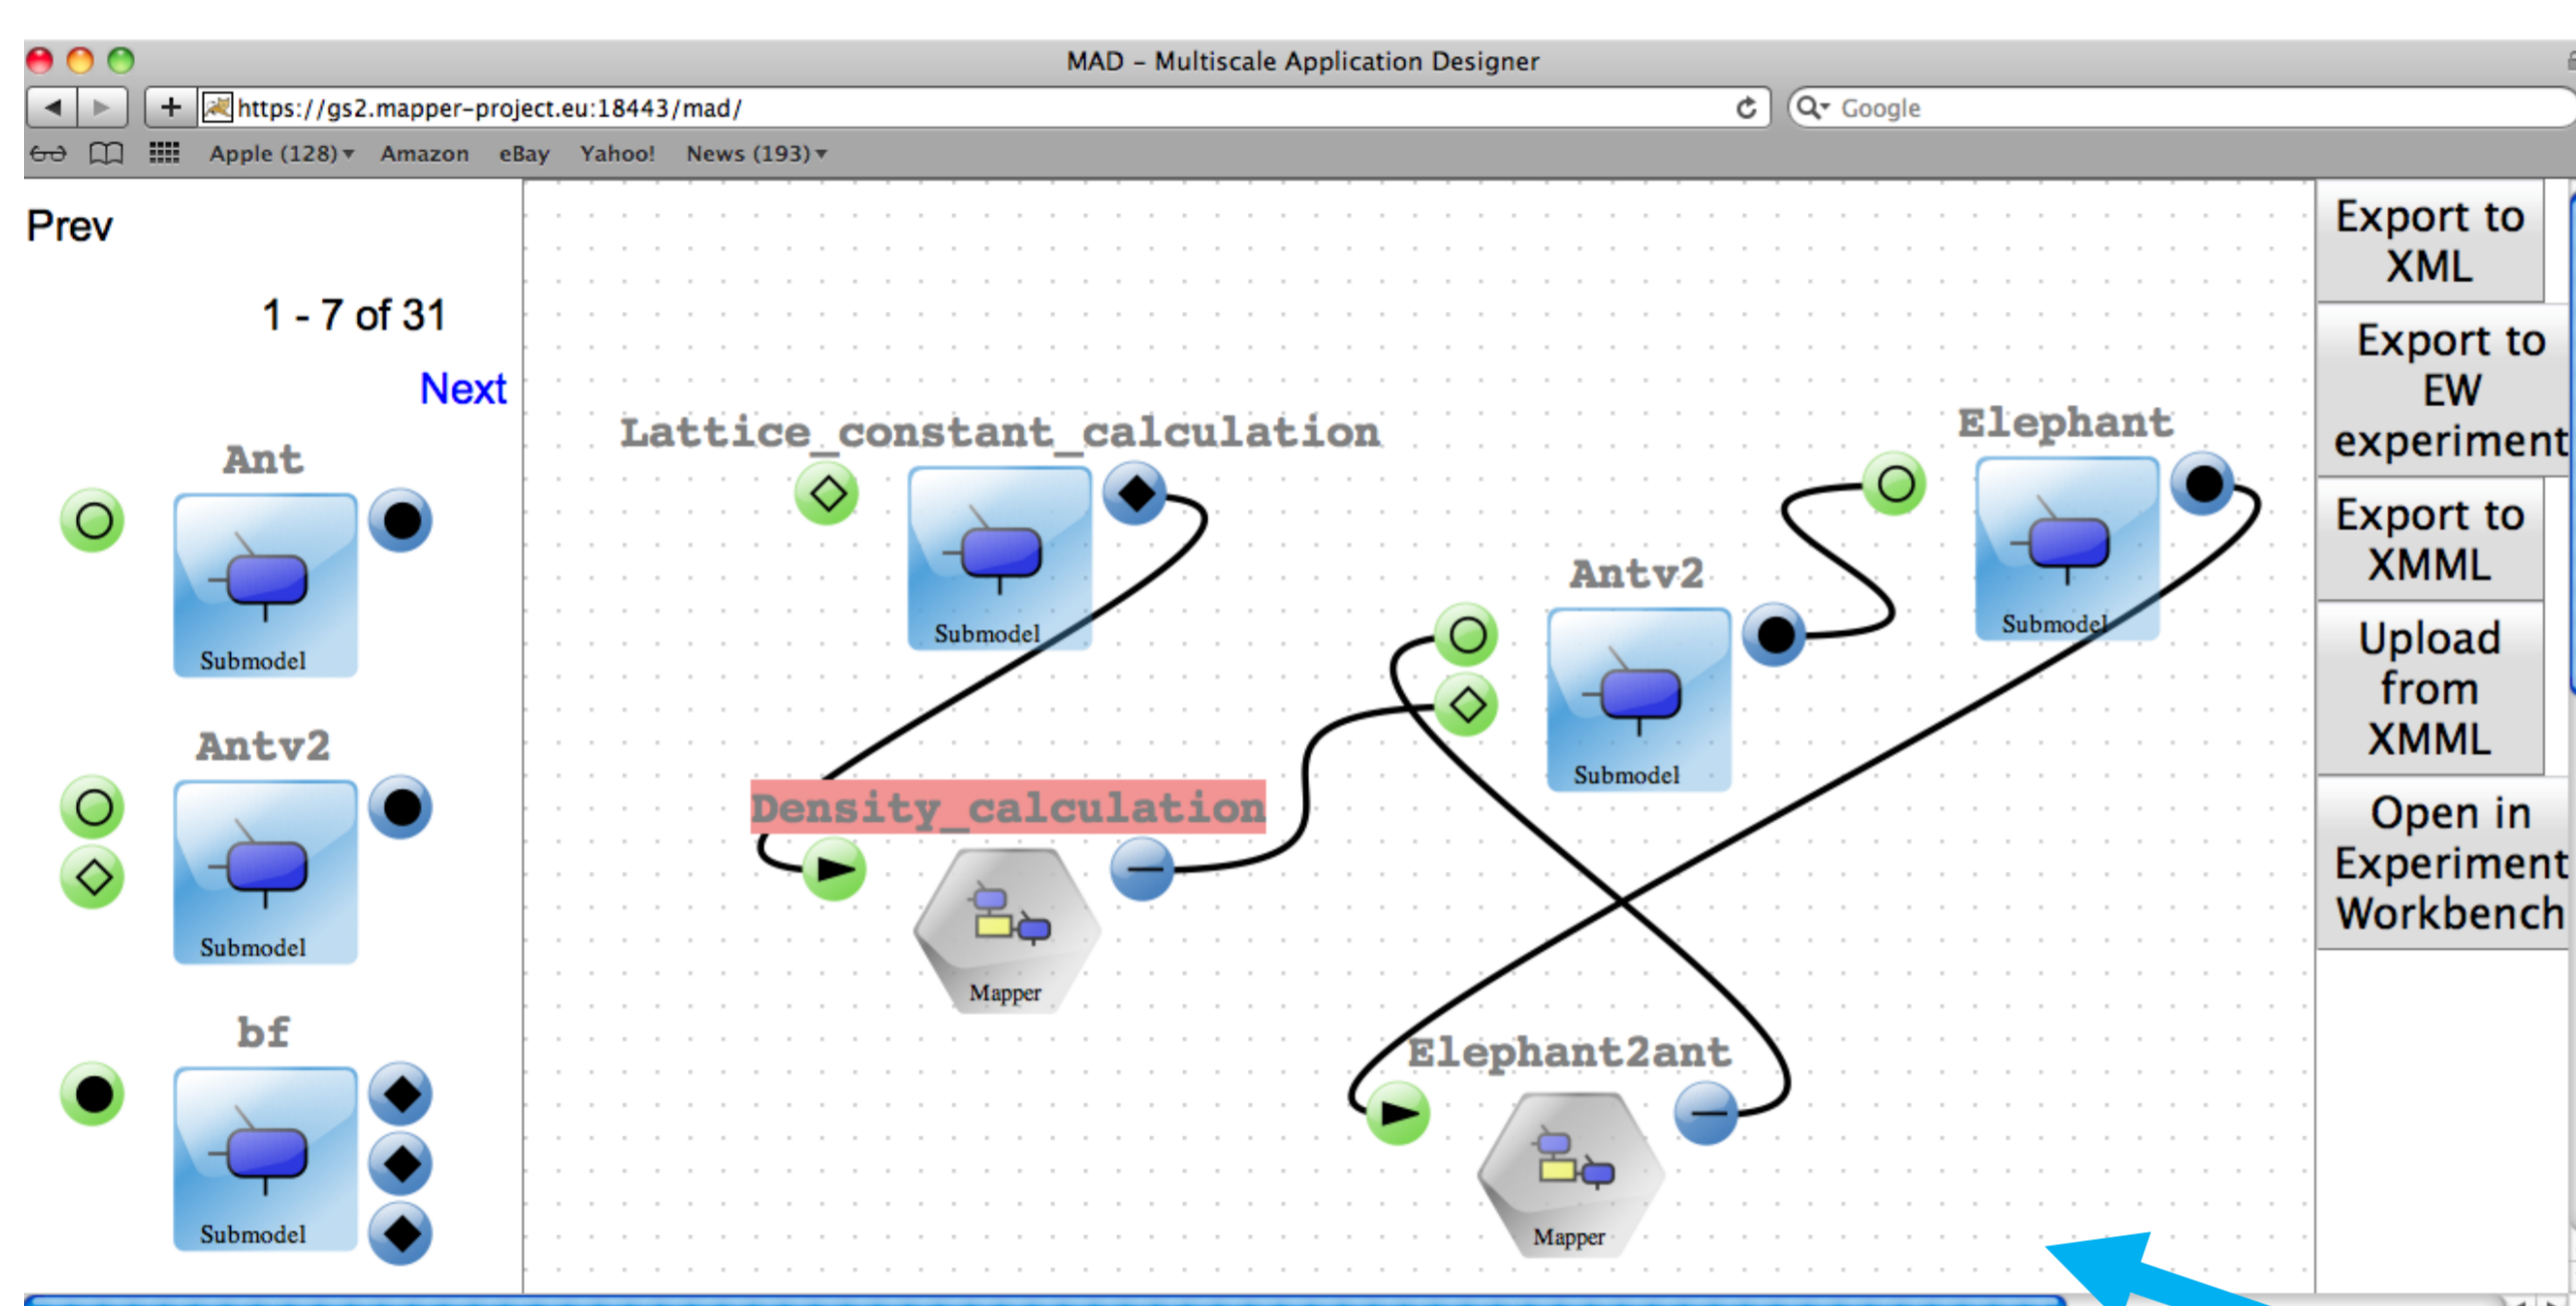 MAD – Multiscale Application Designer
https://gs2.mapper-project.eu:18443/mad/
Google
Apple (128)▾ Amazon eBay Yahoo! News (193)▾
Prev
1 - 7 of 31
Next
Ant
Submodel
Antv2
Submodel
bf
Submodel
Lattice_constant_calculation
Submodel
Density_calculation
Mapper
Antv2
Submodel
Elephant
Submodel
Elephant2ant
Mapper
Export to
XML
Export to
EW
experiment
Export to
XMML
Upload
from
XMML
Open in
Experiment
Workbench